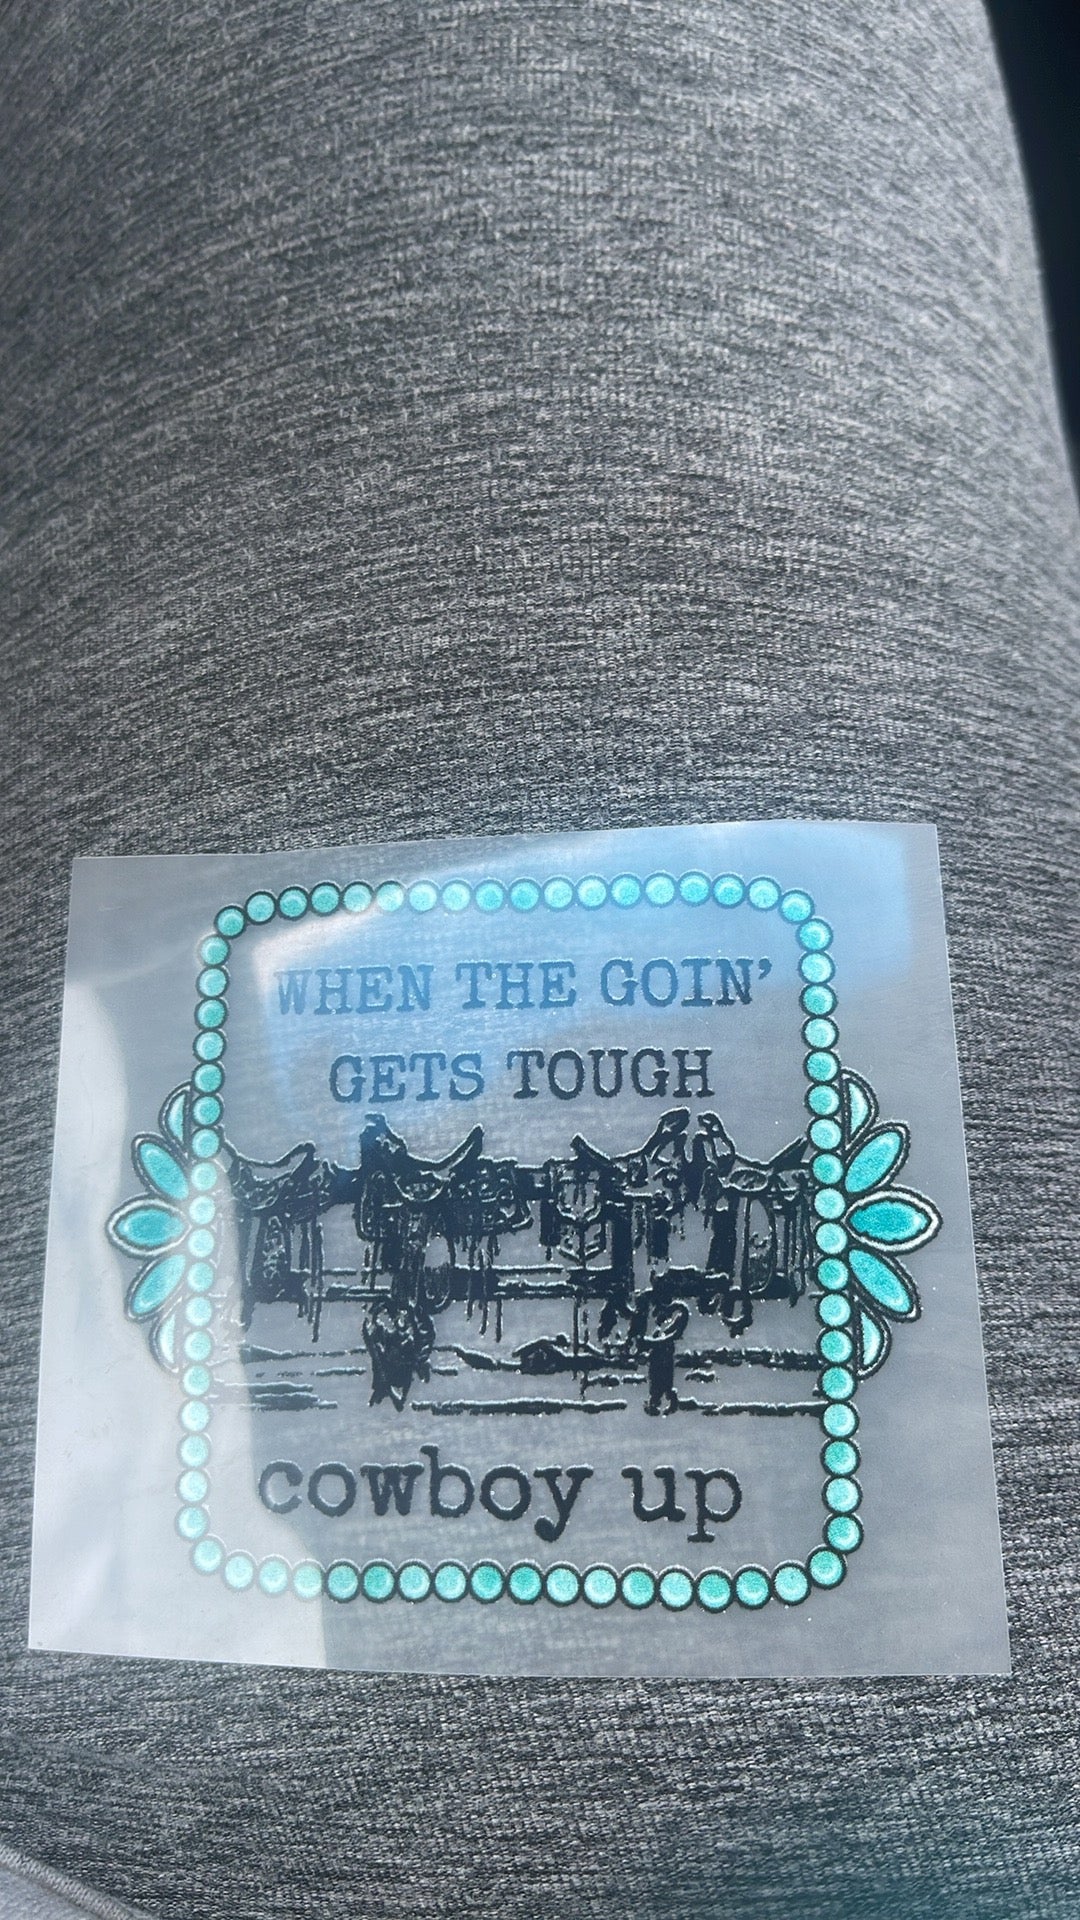 WHEN THE GOIN'
GETS TOUGH
cowboy up